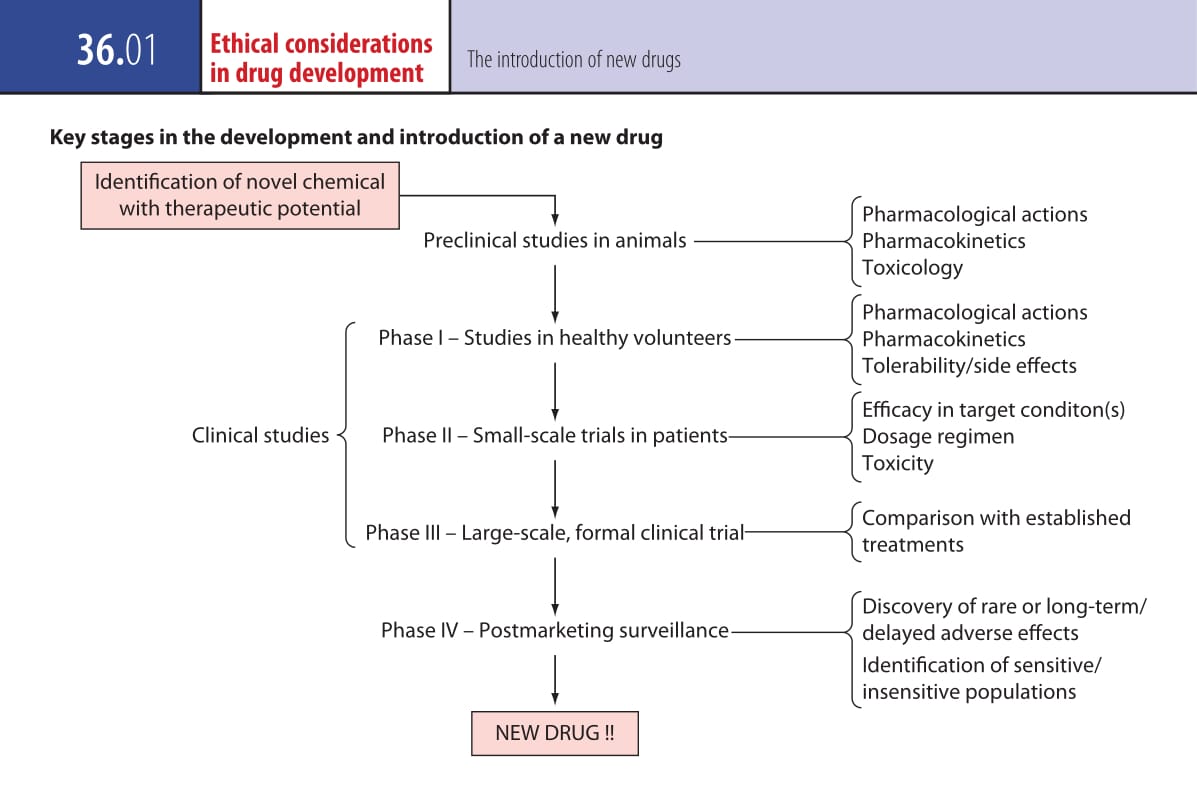 36.01
Ethical considerations
in drug development
The introduction of new drugs
Key stages in the development and introduction of a new drug
Identification of novel chemical
with therapeutic potential
Preclinical studies in animals
Pharmacological actions
Pharmacokinetics
Toxicology
Phase I – Studies in healthy volunteers
Pharmacological actions
Pharmacokinetics
Tolerability/side effects
Clinical studies
Phase II – Small-scale trials in patients
Efficacy in target conditon(s)
Dosage regimen
Toxicity
Phase III – Large-scale, formal clinical trial
Comparison with established
treatments
Phase IV – Postmarketing surveillance
Discovery of rare or long-term/
delayed adverse effects
Identification of sensitive/
insensitive populations
NEW DRUG !!